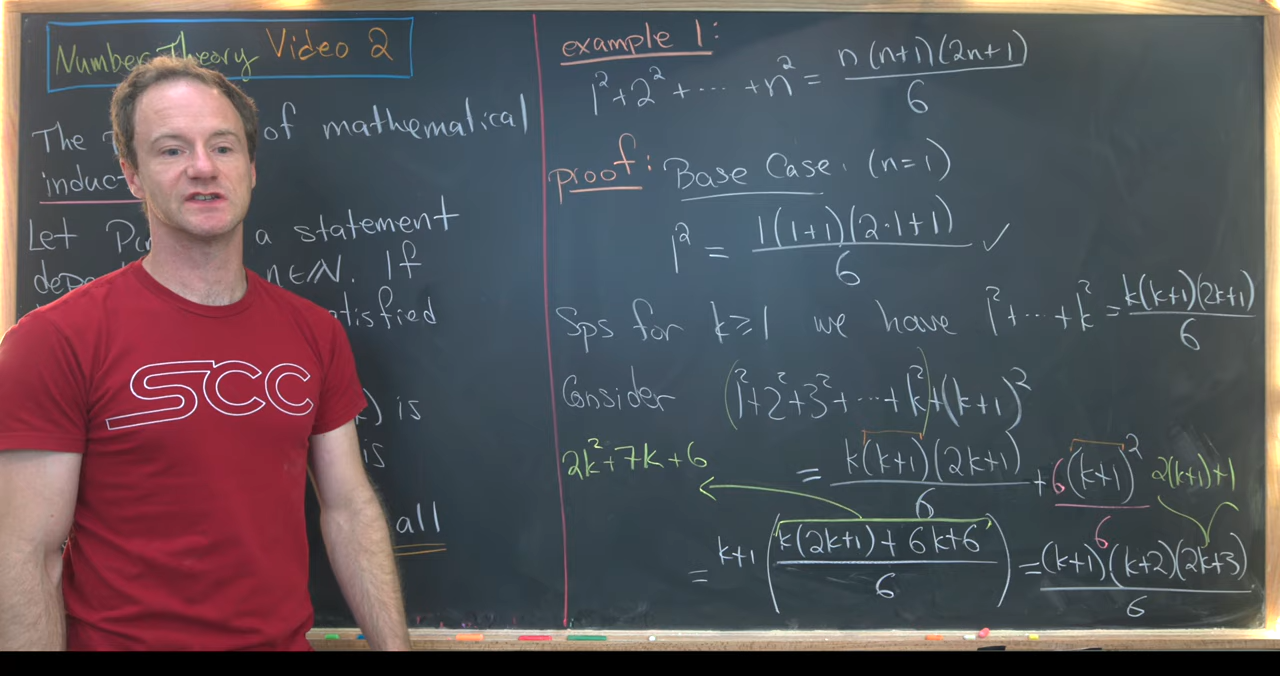 Number Theory Video 2
The of mathematical
induc
Let a statement
n∈ℕ. If
k) is
is
all
SCC
example 1:
1²+2²+⋯+n² = n(n+1)(2n+1)/6
proof: Base Case. (n=1)
1² = 1(1+1)(2·1+1)/6 ✓
Sps for k≥1 we have 1²+⋯+k² = k(k+1)(2k+1)/6
Consider (1²+2²+3²+⋯+k²)+(k+1)²
2k²+7k+6
= k(k+1)(2k+1)/6 + 6(k+1)²/6
2(k+1)+1
= k+1 (k(2k+1)+6k+6/6) = (k+1)(k+2)(2k+3)/6